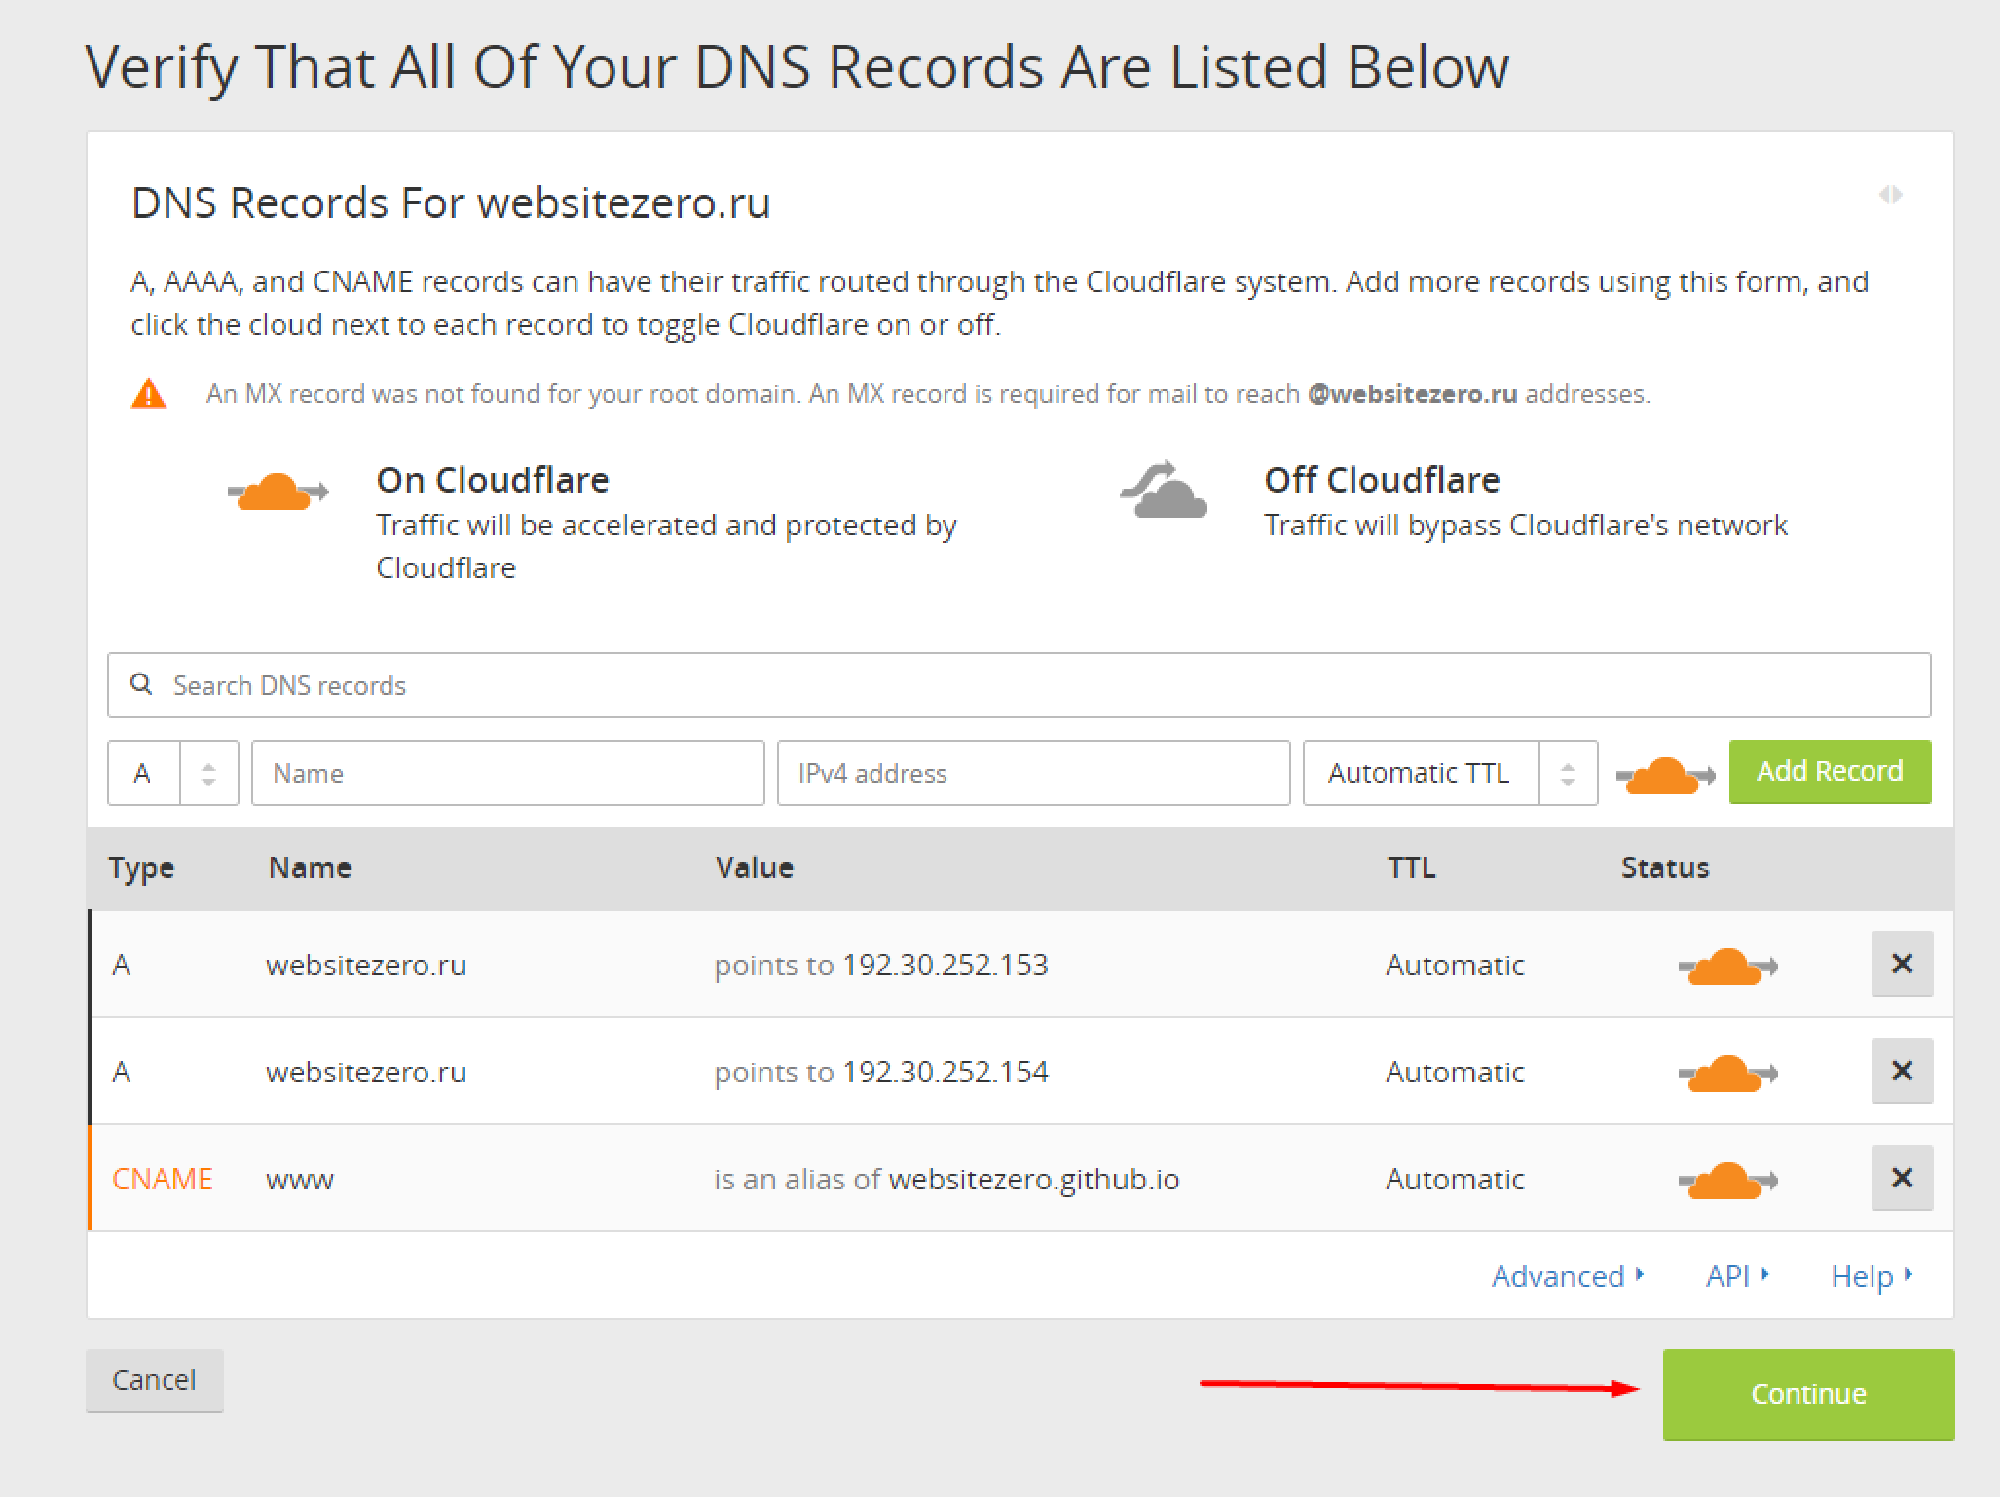 Verify That All Of Your DNS Records Are Listed Below
DNS Records For websitezero.ru
A, AAAA, and CNAME records can have their traffic routed through the Cloudflare system. Add more records using this form, and
click the cloud next to each record to toggle Cloudflare on or off.
An MX record was not found for your root domain. An MX record is required for mail to reach @websitezero.ru addresses.
On Cloudflare
Traffic will be accelerated and protected by
Cloudflare
Off Cloudflare
Traffic will bypass Cloudflare's network
Search DNS records
A Name IPv4 address Automatic TTL Add Record
Type Name Value TTL Status
A websitezero.ru points to 192.30.252.153 Automatic
A websitezero.ru points to 192.30.252.154 Automatic
CNAME www is an alias of websitezero.github.io Automatic
Advanced API Help
Cancel Continue